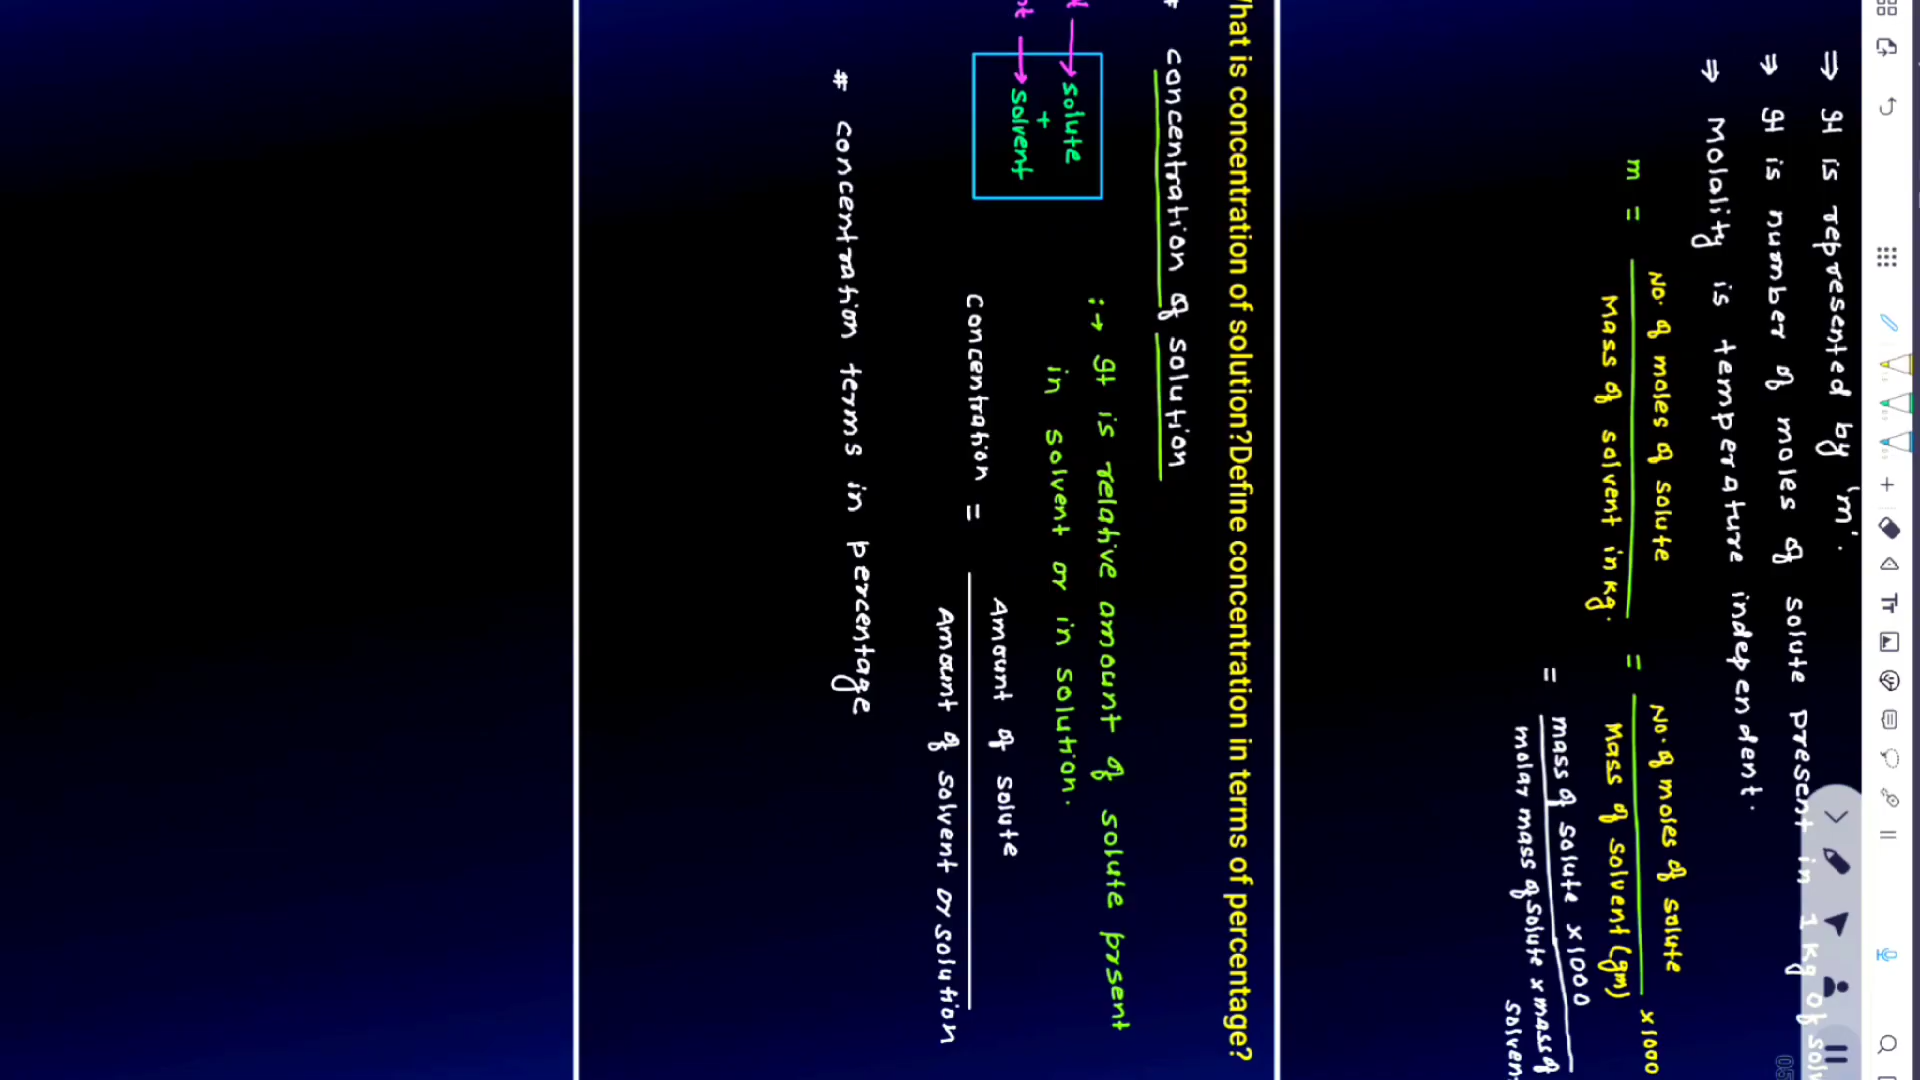 ⇒ It is represented by 'm'.
⇒ It is number of moles of solute present in 1 kg of solv
⇒ Molality is temperature independent.
m = No. of moles of solute / Mass of solvent in kg. = No. of moles of solute / Mass of solvent (gm) x1000
= mass of solute x1000 / molar mass of solute x mass of solven
hat is concentration of solution?Define concentration in terms of percentage?
# concentration of solution
solute
+
solvent
:→ It is relative amount of solute present
in solvent or in solution.
concentration = Amount of solute / Amount of solvent or solution
# concentration terms in percentage